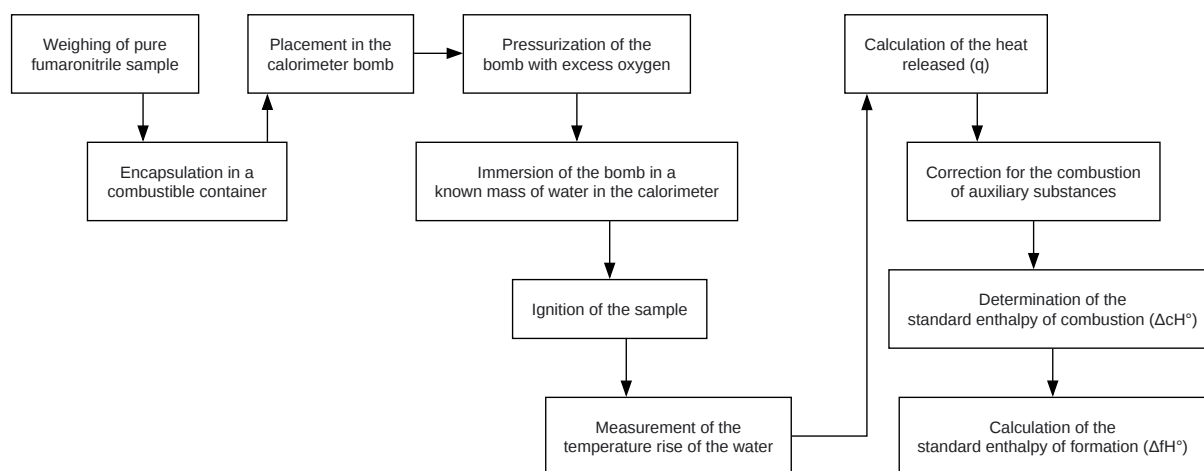 Weighing of pure
fumaronitrile sample
Encapsulation in a
combustible container
Placement in the
calorimeter bomb
Pressurization of the
bomb with excess oxygen
Immersion of the bomb in a
known mass of water in the calorimeter
Ignition of the sample
Measurement of the
temperature rise of the water
Calculation of the heat
released (q)
Correction for the combustion
of auxiliary substances
Determination of the
standard enthalpy of combustion (ΔcH°)
Calculation of the
standard enthalpy of formation (ΔfH°)